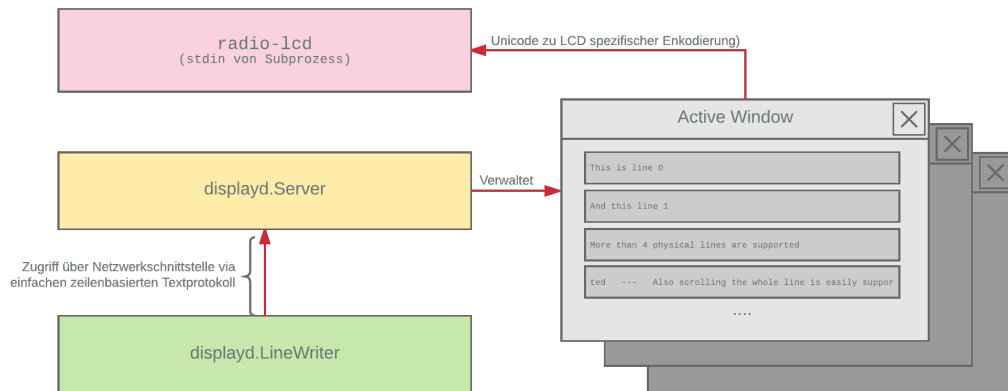 radio-lcd
(stdin von Subprozess)
Unicode zu LCD spezifischer Enkodierung)
Active Window
This is line 0
And this line 1
More than 4 physical lines are supported
ted --- Also scrolling the whole line is easily suppor
....
displayd.Server
Verwaltet
Zugriff über Netzwerkschnittstelle via
einfachen zeilenbasierten Textprotokoll
displayd.LineWriter